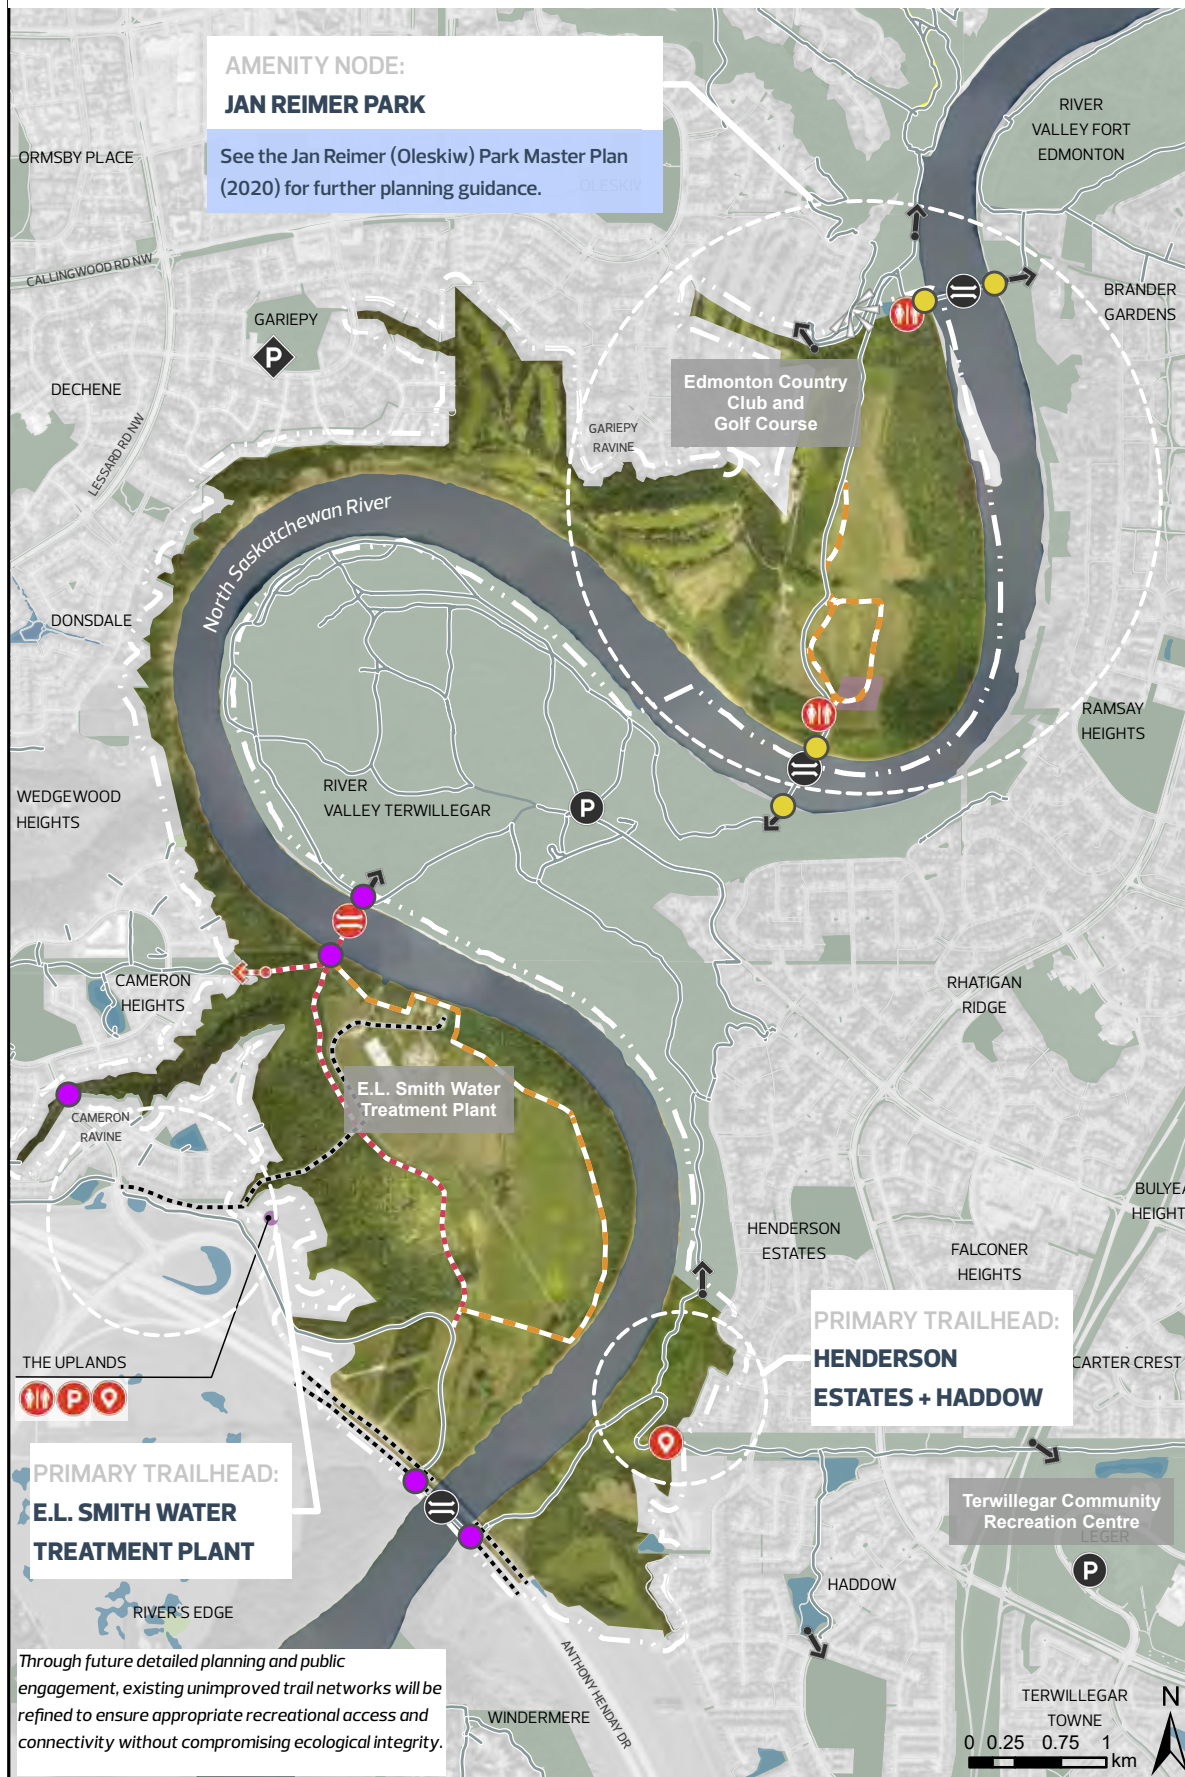 AMENITY NODE:
JAN REIMER PARK
See the Jan Reimer (Oleskiw) Park Master Plan
(2020) for further planning guidance.
OLESKIW
ORMSBY PLACE
RIVER
VALLEY FORT
EDMONTON
CALLINGWOOD RD NW
GARIEPY
P
BRANDER
GARDENS
DECHENE
LESSARD RD NW
Edmonton Country
Club and
Golf Course
GARIEPY
RAVINE
North Saskatchewan River
DONSDALE
RAMSAY
HEIGHTS
WEDGEWOOD
HEIGHTS
RIVER
VALLEY TERWILLEGAR
P
CAMERON
HEIGHTS
RHATIGAN
RIDGE
E.L. Smith Water
Treatment Plant
CAMERON
RAVINE
BULYEA
HEIGHT
HENDERSON
ESTATES
FALCONER
HEIGHTS
PRIMARY TRAILHEAD:
HENDERSON
ESTATES + HADDOW
CARTER CREST
THE UPLANDS
P
PRIMARY TRAILHEAD:
E.L. SMITH WATER
TREATMENT PLANT
Terwillegar Community
Recreation Centre
LEGER
P
HADDOW
RIVER'S EDGE
ANTHONY HENDAY DR
Through future detailed planning and public
engagement, existing unimproved trail networks will be
refined to ensure appropriate recreational access and
connectivity without compromising ecological integrity.
WINDERMERE
TERWILLEGAR
TOWNE
N
0 0.25 0.75 1
km